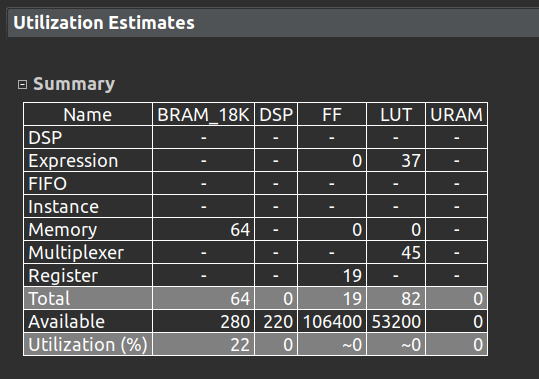 Utilization Estimates
Summary
Name BRAM_18K DSP FF LUT URAM
DSP - - - - -
Expression - - 0 37 -
FIFO - - - - -
Instance - - - - -
Memory 64 - 0 0 -
Multiplexer - - - 45 -
Register - - 19 - -
Total 64 0 19 82 0
Available 280 220 106400 53200 0
Utilization (%) 22 0 ~0 ~0 0